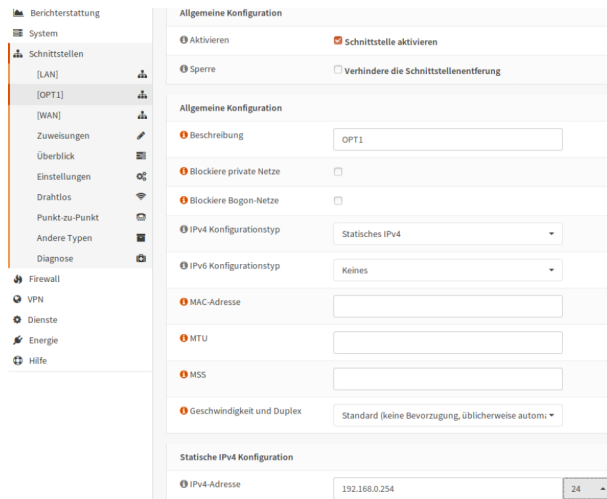 Berichterstattung
System
Schnittstellen
[LAN]
[OPT1]
[WAN]
Zuweisungen
Überblick
Einstellungen
Drahtlos
Punkt-zu-Punkt
Andere Typen
Diagnose
Firewall
VPN
Dienste
Energie
Hilfe
Allgemeine Konfiguration
Aktivieren
Schnittstelle aktivieren
Sperre
Verhindere die Schnittstellenentferung
Allgemeine Konfiguration
Beschreibung
OPT1
Blockiere private Netze
Blockiere Bogon-Netze
IPv4 Konfigurationstyp
Statisches IPv4
IPv6 Konfigurationstyp
Keines
MAC-Adresse
MTU
MSS
Geschwindigkeit und Duplex
Standard (keine Bevorzugung, üblicherweise automa
Statische IPv4 Konfiguration
IPv4-Adresse
192.168.0.254
24